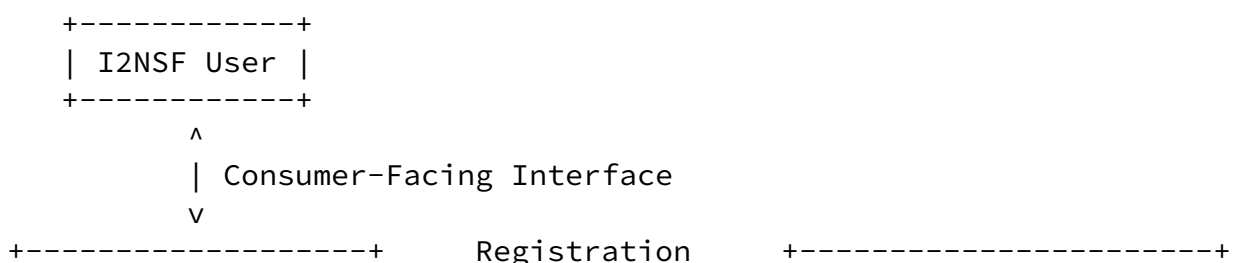 +------------+
| I2NSF User |
+------------+
^
| Consumer-Facing Interface
v
+-------------------+     Registration     +-----------------------+